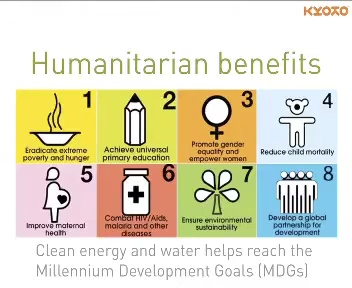 KYOTO
Humanitarian benefits
1
2
3
4
Eradicate extreme
poverty and hunger
Achieve universal
primary education
Promote gender
equality and
empower women
Reduce child mortality
5
6
7
8
Improve maternal
health
Combat HIV/Aids,
malaria and other
diseases
Ensure environmental
sustainability
Develop a global
partnership for
development
Clean energy and water helps reach the
Millennium Development Goals (MDGs)